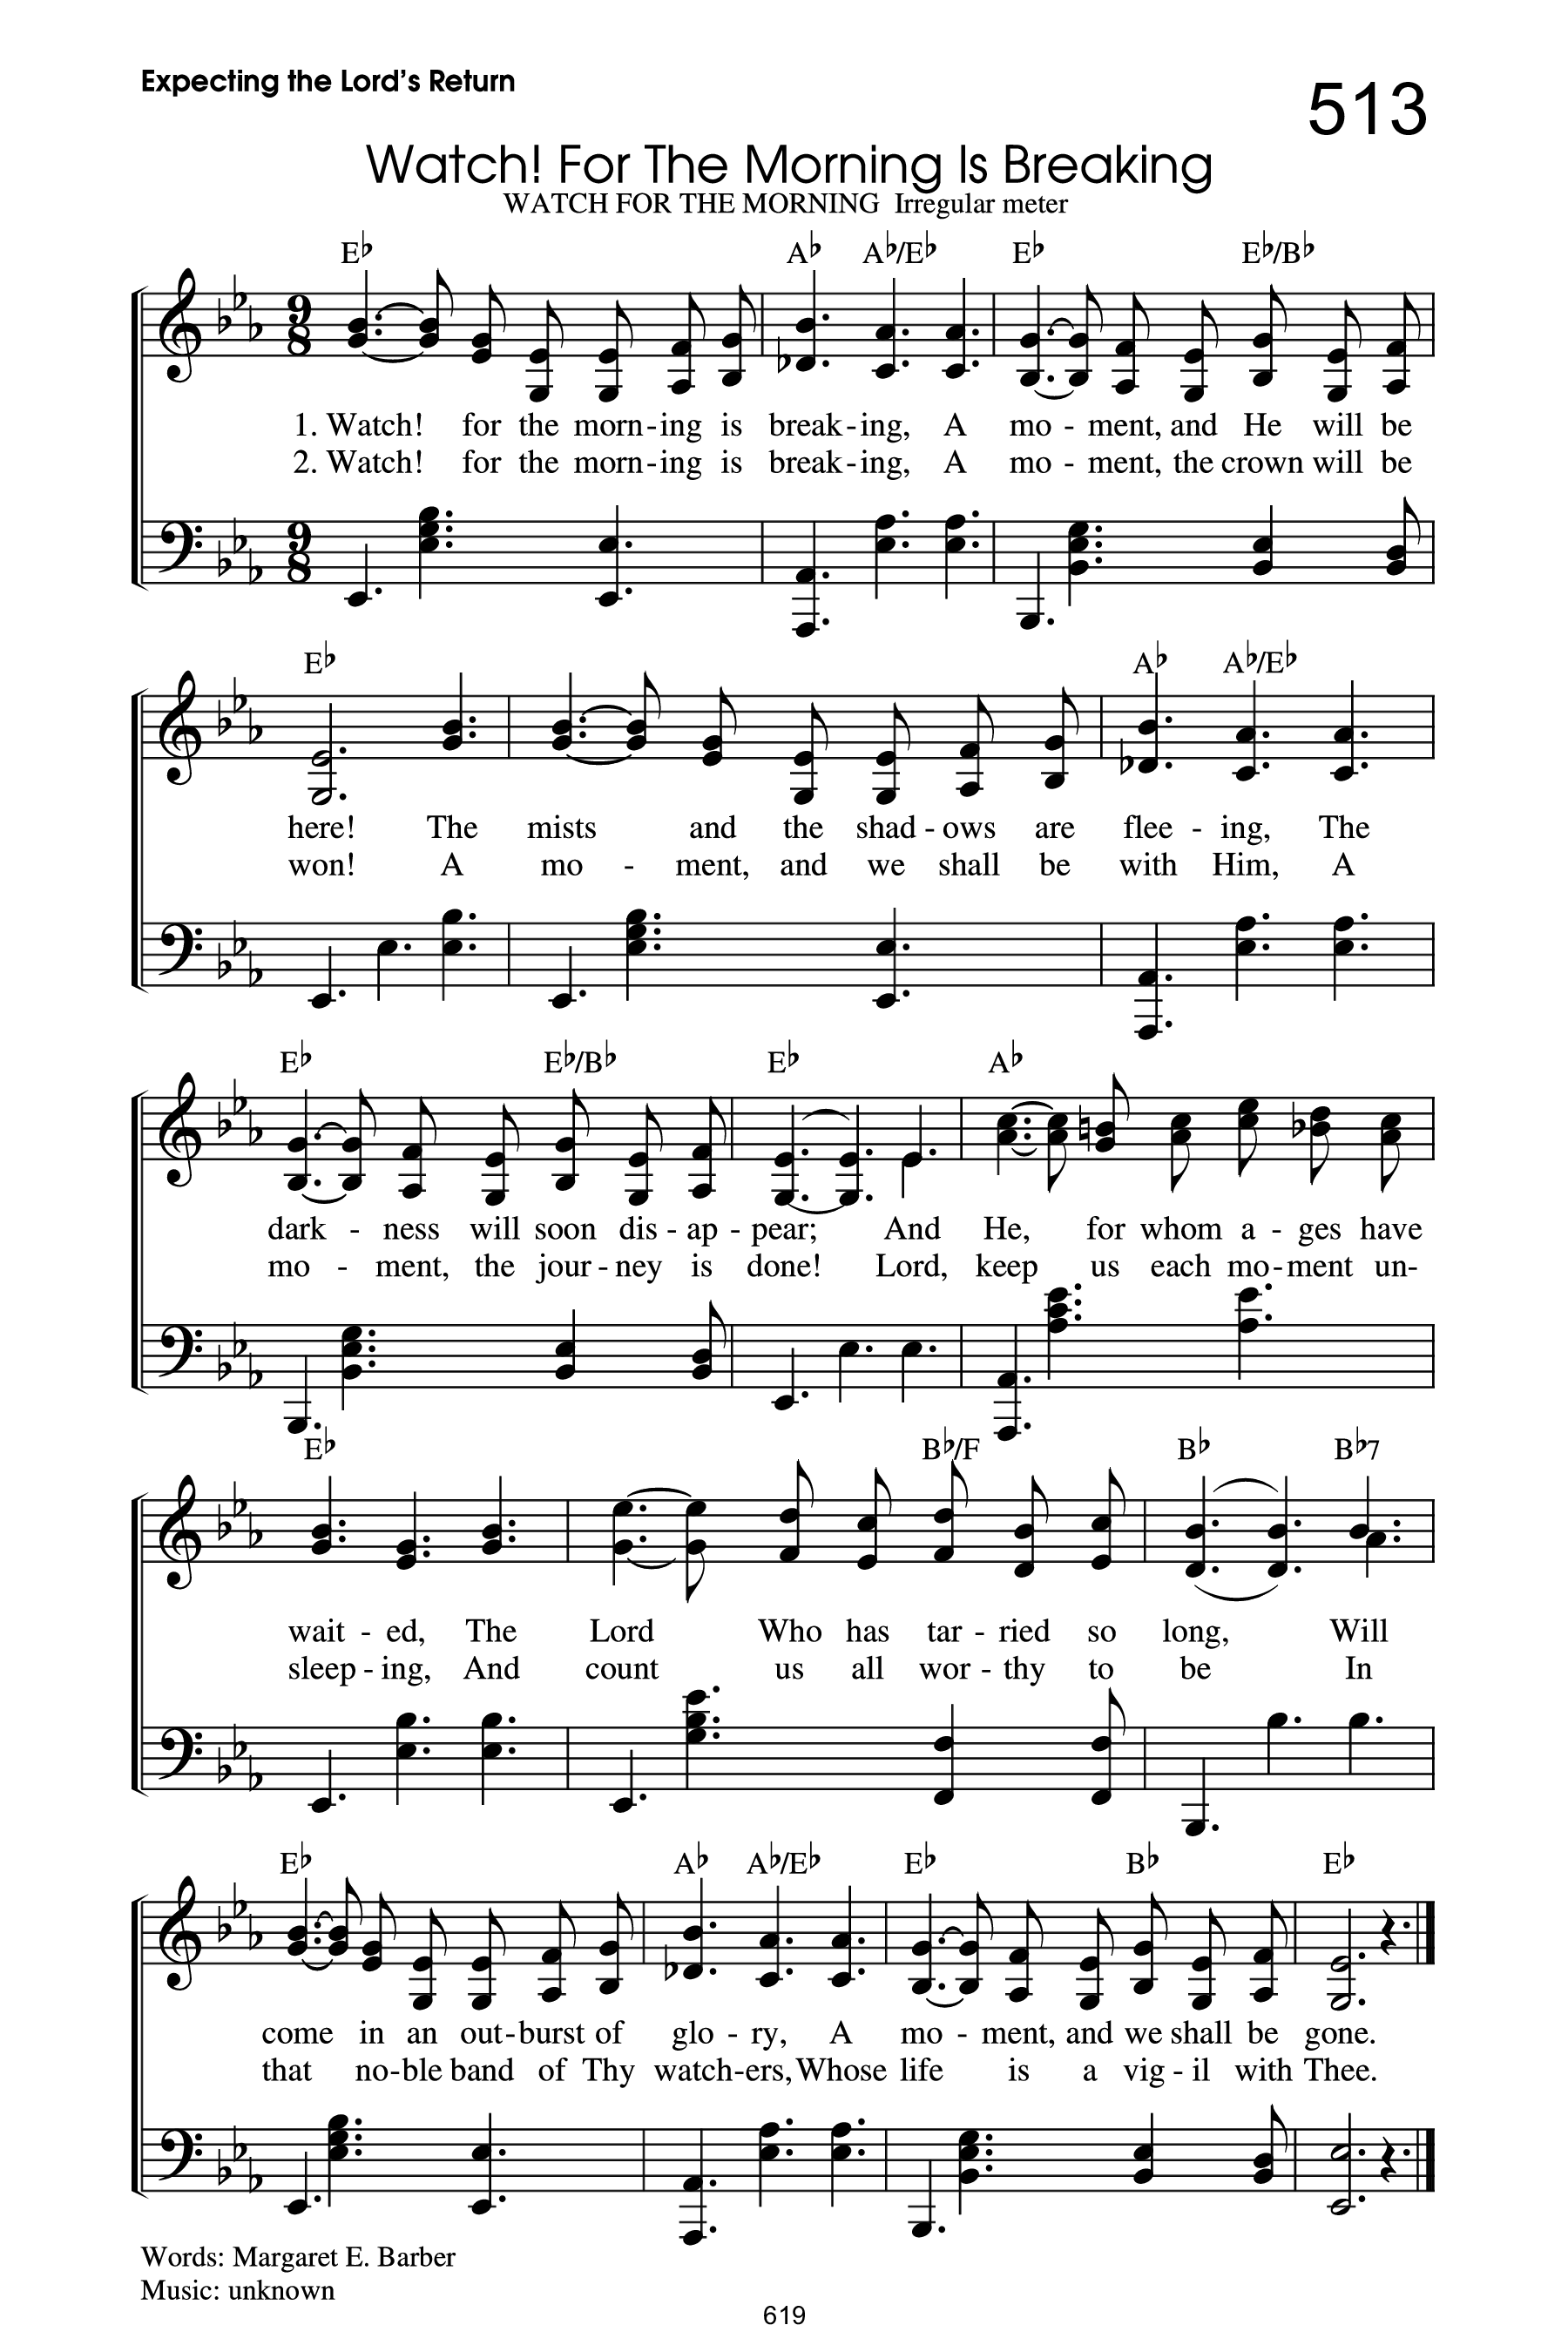 Expecting the Lord's Return
513
Watch! For The Morning Is Breaking
WATCH FOR THE MORNING Irregular meter
E♭ A♭ A♭/E♭ E♭ E♭/B♭
9 8
1. Watch! for the morn-ing is break-ing, A mo - ment, and He will be
2. Watch! for the morn-ing is break-ing, A mo - ment, the crown will be
9 8
E♭ A♭ A♭/E♭
here! The mists and the shad - ows are flee - ing, The
won! A mo - ment, and we shall be with Him, A
E♭ E♭/B♭ E♭ A♭
dark - ness will soon dis - ap - pear; And He, for whom a - ges have
mo - ment, the jour - ney is done! Lord, keep us each mo - ment un-
E♭ B♭/F B♭ B♭7
wait - ed, The Lord Who has tar - ried so long, Will
sleep - ing, And count us all wor - thy to be In
E♭ A♭ A♭/E♭ E♭ B♭ E♭
come in an out-burst of glo - ry, A mo - ment, and we shall be gone.
that no-ble band of Thy watch-ers, Whose life is a vig - il with Thee.
Words: Margaret E. Barber
Music: unknown
619